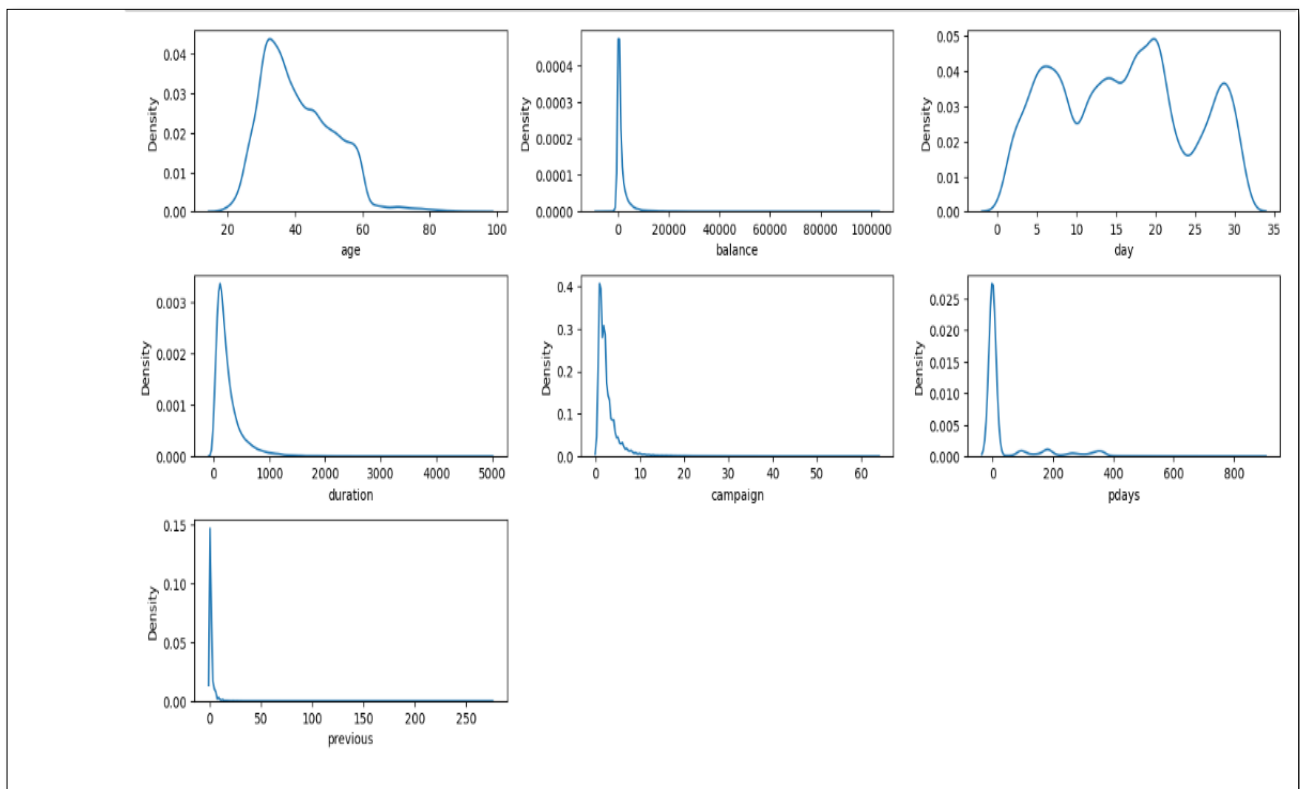 Density
0.04
0.03
0.02
0.01
0.00
20 40 60 80 100
age
Density
0.0004
0.0003
0.0002
0.0001
0.0000
0 20000 40000 60000 80000 100000
balance
Density
0.05
0.04
0.03
0.02
0.01
0.00
0 5 10 15 20 25 30 35
day
Density
0.003
0.002
0.001
0.000
0 1000 2000 3000 4000 5000
duration
Density
0.4
0.3
0.2
0.1
0.0
0 10 20 30 40 50 60
campaign
Density
0.025
0.020
0.015
0.010
0.005
0.000
0 200 400 600 800
pdays
Density
0.15
0.10
0.05
0.00
0 50 100 150 200 250
previous